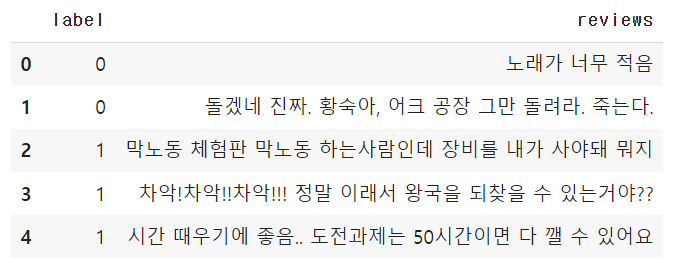 label reviews
0 0 노래가 너무 적음
1 0 돌겠네 진짜. 황숙아, 어크 공장 그만 돌려라. 죽는다.
2 1 막노동 체험판 막노동 하는사람인데 장비를 내가 사야돼 뭐지
3 1 차악!차악!!차악!!! 정말 이래서 왕국을 되찾을 수 있는거야??
4 1 시간 때우기에 좋음.. 도전과제는 50시간이면 다 깰 수 있어요